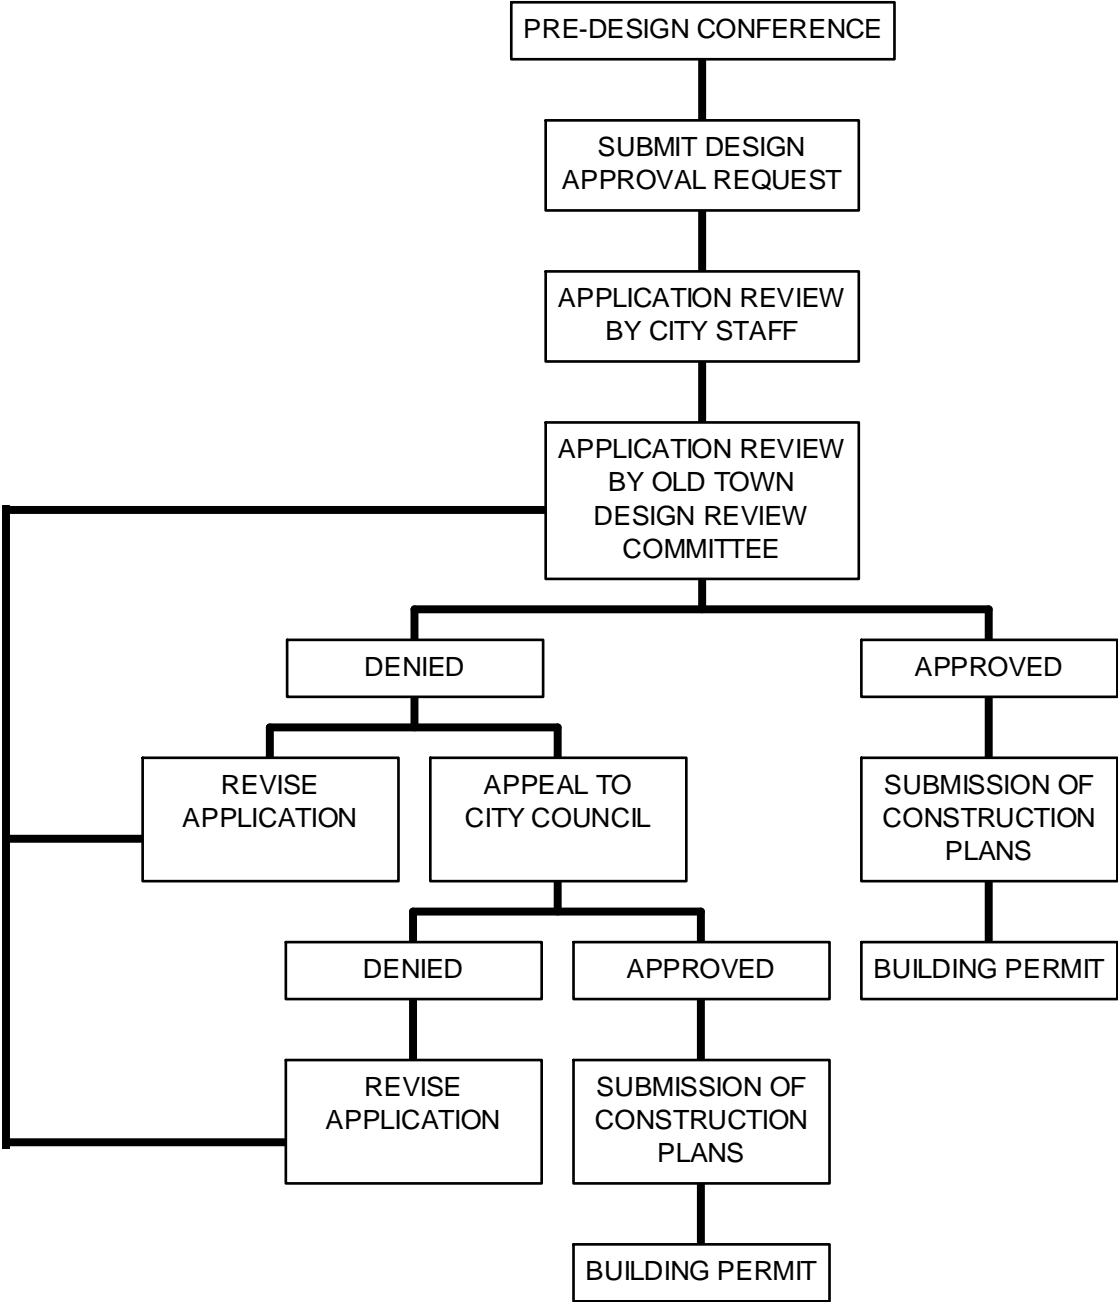 PRE-DESIGN CONFERENCE
SUBMIT DESIGN
APPROVAL REQUEST
APPLICATION REVIEW
BY CITY STAFF
APPLICATION REVIEW
BY OLD TOWN
DESIGN REVIEW
COMMITTEE
DENIED
APPROVED
REVISE
APPLICATION
APPEAL TO
CITY COUNCIL
SUBMISSION OF
CONSTRUCTION
PLANS
DENIED
APPROVED
BUILDING PERMIT
REVISE
APPLICATION
SUBMISSION OF
CONSTRUCTION
PLANS
BUILDING PERMIT